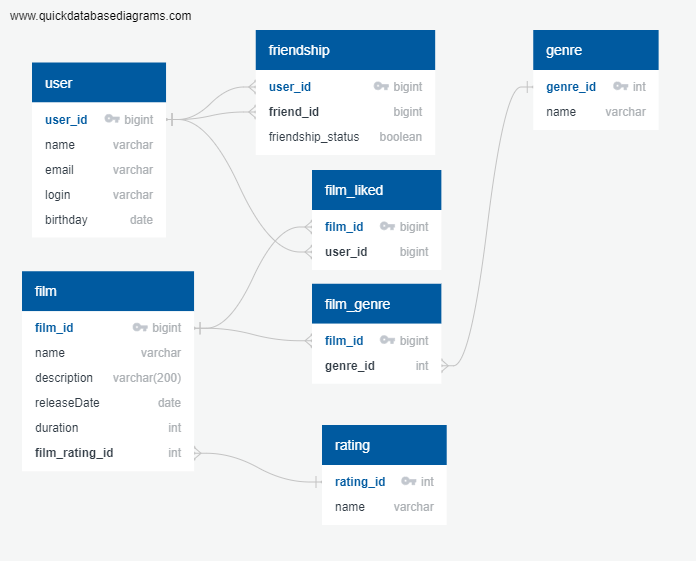 www.quickdatabasediagrams.com
user
user_id bigint
name varchar
email varchar
login varchar
birthday date
friendship
user_id bigint
friend_id bigint
friendship_status boolean
genre
genre_id int
name varchar
film_liked
film_id bigint
user_id bigint
film
film_id bigint
name varchar
description varchar(200)
releaseDate date
duration int
film_rating_id int
film_genre
film_id bigint
genre_id int
rating
rating_id int
name varchar